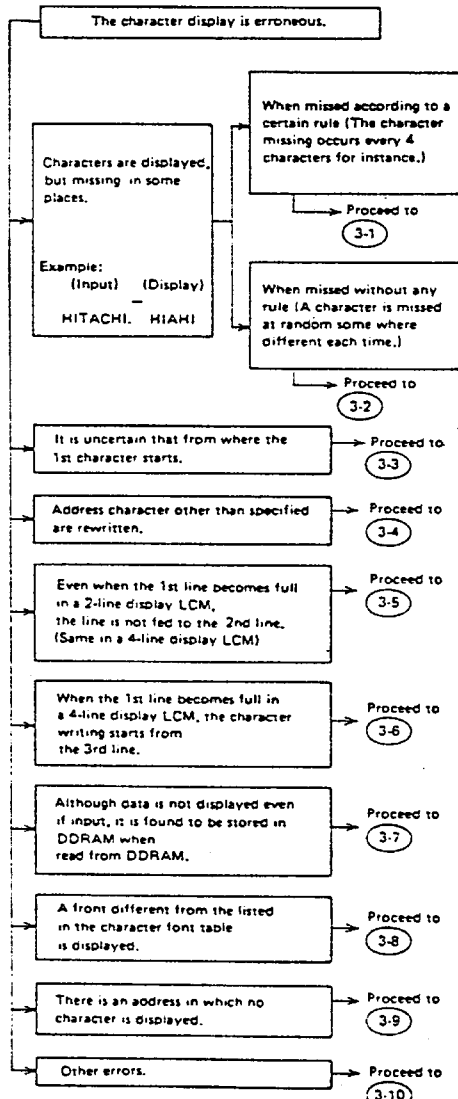 The character display is erroneous.
Characters are displayed,
but missing in some
places.
Example:
(Input) (Display)
HITACHI. HIAHI
When missed according to a
certain rule (The character
missing occurs every 4
characters for instance.)
Proceed to
3-1
When missed without any
rule (A character is missed
at random some where
different each time.)
Proceed to
3-2
It is uncertain that from where the
1st character starts.
Proceed to
3-3
Address character other than specified
are rewritten.
Proceed to
3-4
Even when the 1st line becomes full
in a 2-line display LCM,
the line is not fed to the 2nd line.
(Same in a 4-line display LCM)
Proceed to
3-5
When the 1st line becomes full in
a 4-line display LCM, the character
writing starts from
the 3rd line.
Proceed to
3-6
Although data is not displayed even
if input, it is found to be stored in
DDRAM when
read from DDRAM.
Proceed to
3-7
A front different from the listed
in the character font table
is displayed.
Proceed to
3-8
There is an address in which no
character is displayed.
Proceed to
3-9
Other errors.
Proceed to
3-10